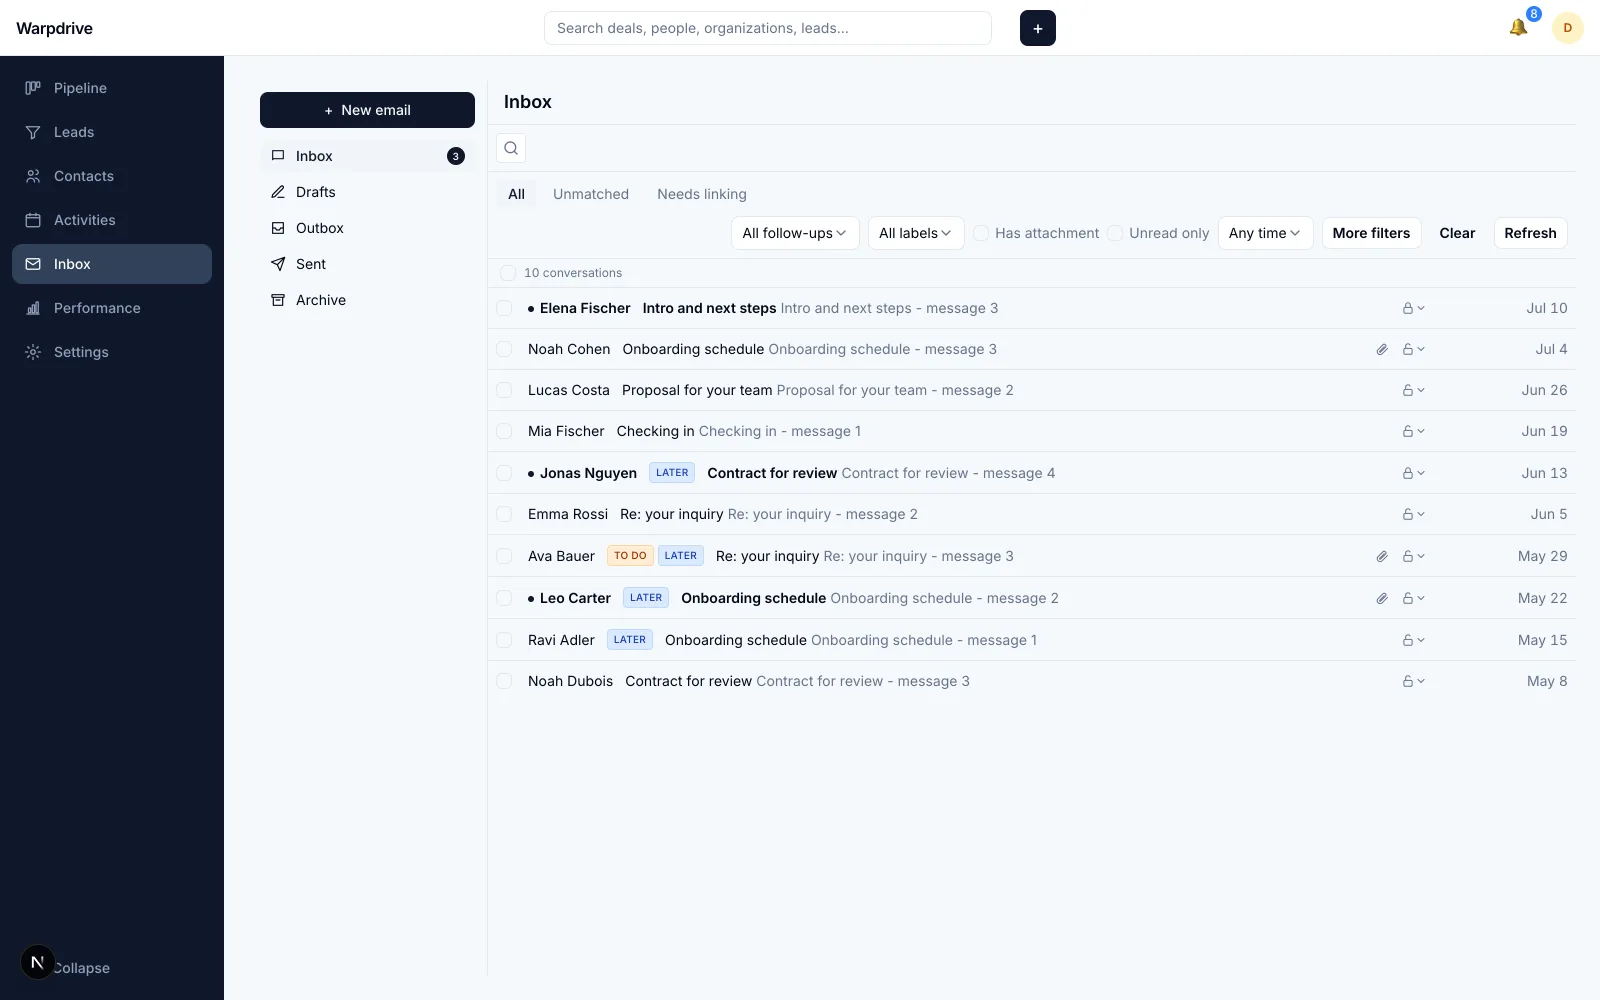 Warpdrive
Search deals, people, organizations, leads...
+
8
D
Pipeline
Leads
Contacts
Activities
Inbox
Performance
Settings
N
Collapse
+ New email
Inbox 3
Drafts
Outbox
Sent
Archive
Inbox
All Unmatched Needs linking
All follow-ups All labels Has attachment Unread only Any time More filters Clear Refresh
10 conversations
Elena Fischer Intro and next steps Intro and next steps - message 3 Jul 10
Noah Cohen Onboarding schedule Onboarding schedule - message 3 Jul 4
Lucas Costa Proposal for your team Proposal for your team - message 2 Jun 26
Mia Fischer Checking in Checking in - message 1 Jun 19
Jonas Nguyen LATER Contract for review Contract for review - message 4 Jun 13
Emma Rossi Re: your inquiry Re: your inquiry - message 2 Jun 5
Ava Bauer TO DO LATER Re: your inquiry Re: your inquiry - message 3 May 29
Leo Carter LATER Onboarding schedule Onboarding schedule - message 2 May 22
Ravi Adler LATER Onboarding schedule Onboarding schedule - message 1 May 15
Noah Dubois Contract for review Contract for review - message 3 May 8